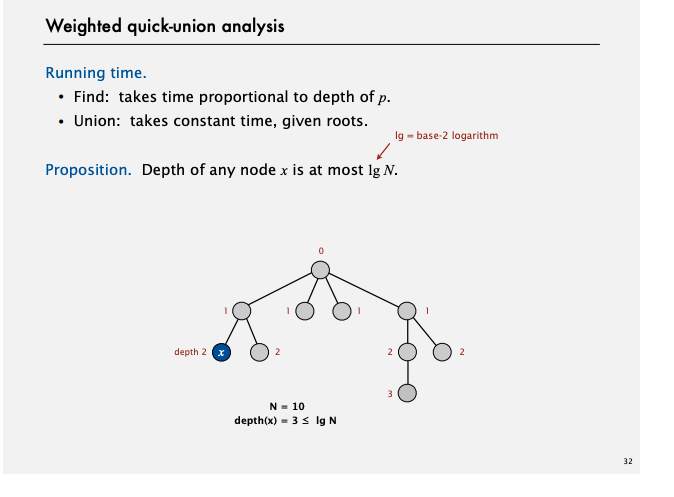 Weighted quick-union analysis
Running time.
• Find: takes time proportional to depth of p.
• Union: takes constant time, given roots.
lg = base-2 logarithm
Proposition. Depth of any node x is at most lg N.
0
1 1 1 1
depth 2 x 2 2 2
3
N = 10
depth(x) = 3 ≤ lg N
32